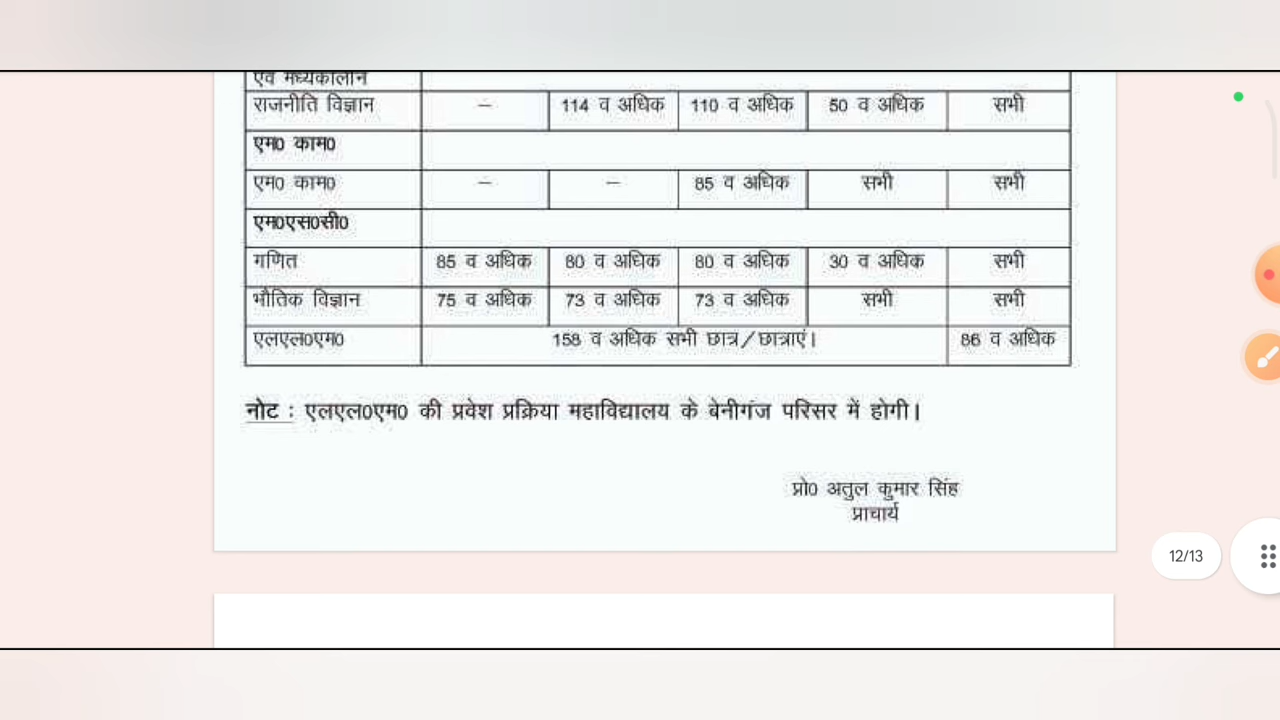 एवं मध्यकालीन
राजनीति विज्ञान – 114 व अधिक 110 व अधिक 50 व अधिक सभी
एम0 काम0
एम0 काम0 – – 85 व अधिक सभी सभी
एम0एस0सी0
गणित 85 व अधिक 80 व अधिक 80 व अधिक 30 व अधिक सभी
भौतिक विज्ञान 75 व अधिक 73 व अधिक 73 व अधिक सभी सभी
एलएल0एम0 158 व अधिक सभी छात्र/छात्राएं। 86 व अधिक
नोट : एलएल0एम0 की प्रवेश प्रक्रिया महाविद्यालय के बेनीगंज परिसर में होगी।
प्रो0 अतुल कुमार सिंह
प्राचार्य
12/13